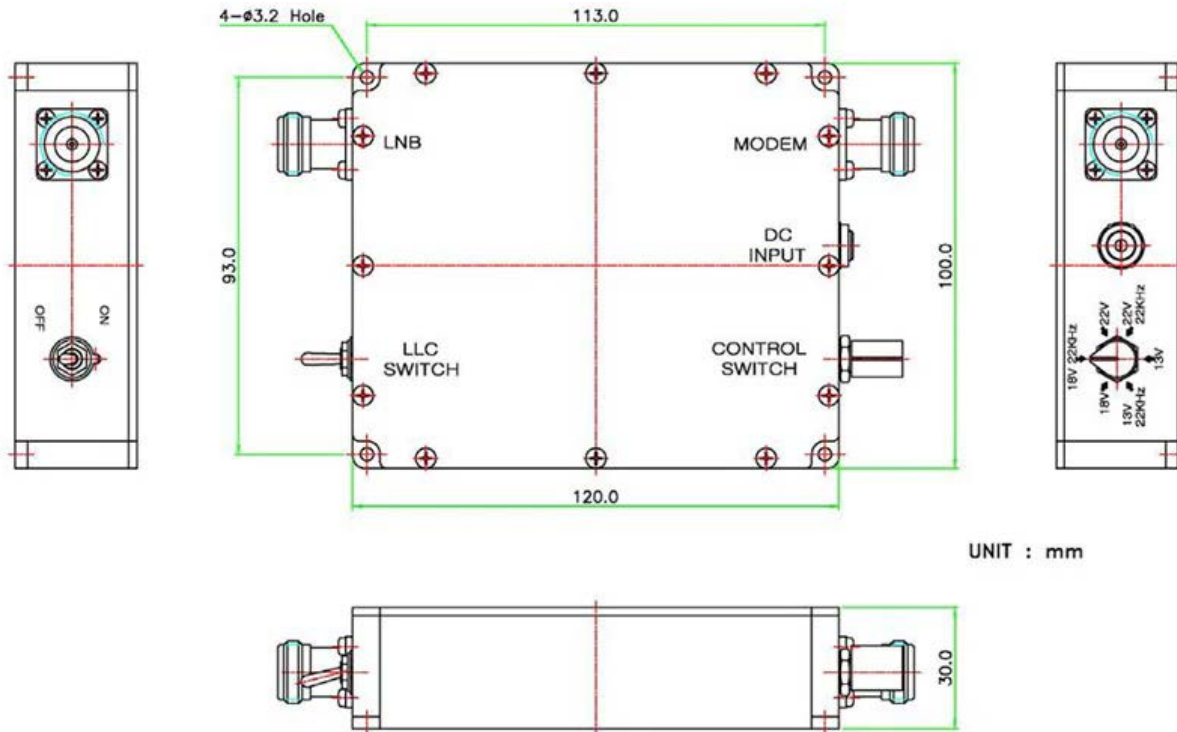 4-ø3.2 Hole
113.0
LNB
MODEM
DC
INPUT
93.0
100.0
OFF
ON
LLC
SWITCH
CONTROL
SWITCH
22V
22V
22KHz
18V 22KHz
13V
18V
13V
22KHz
120.0
UNIT : mm
30.0